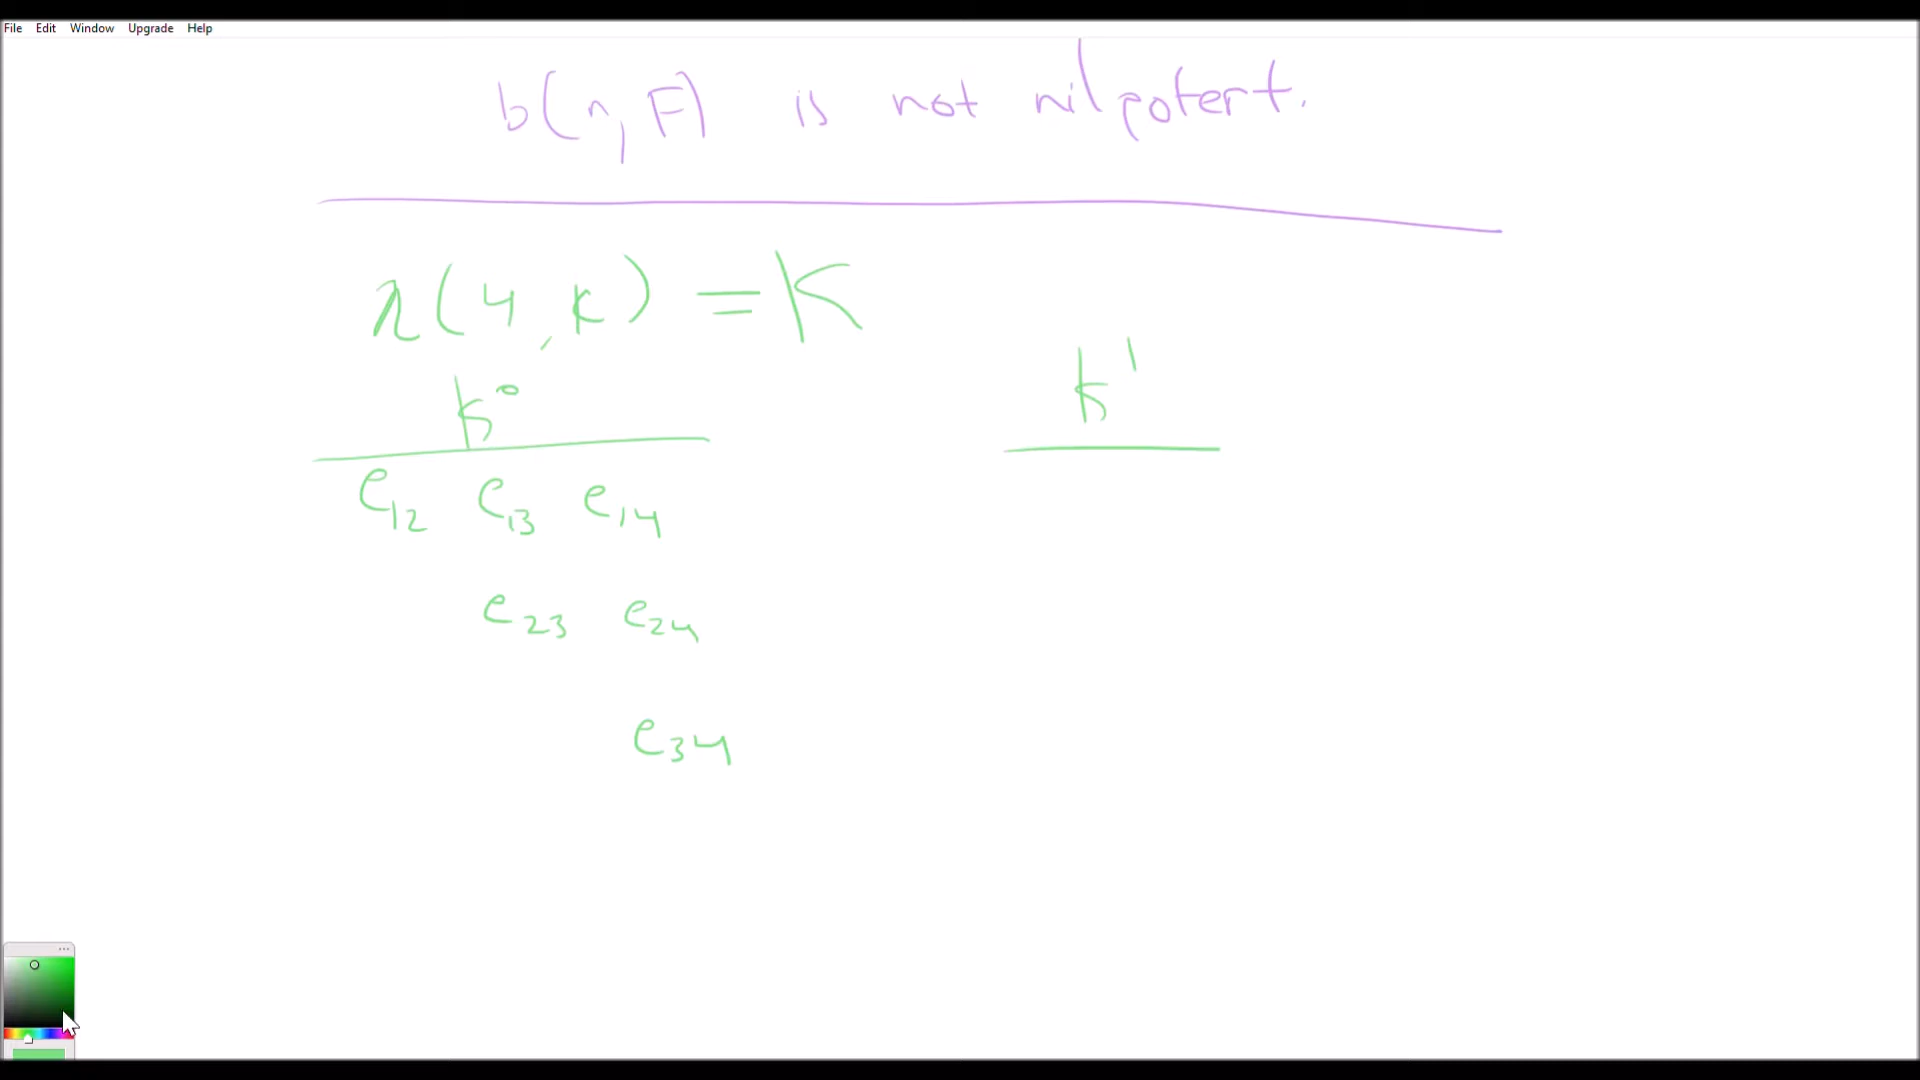 File Edit Window Upgrade Help
b(n, F) is not nilpotent.
n(4, K) = K
K⁰
K¹
e₁₂ e₁₃ e₁₄
e₂₃ e₂₄
e₃₄